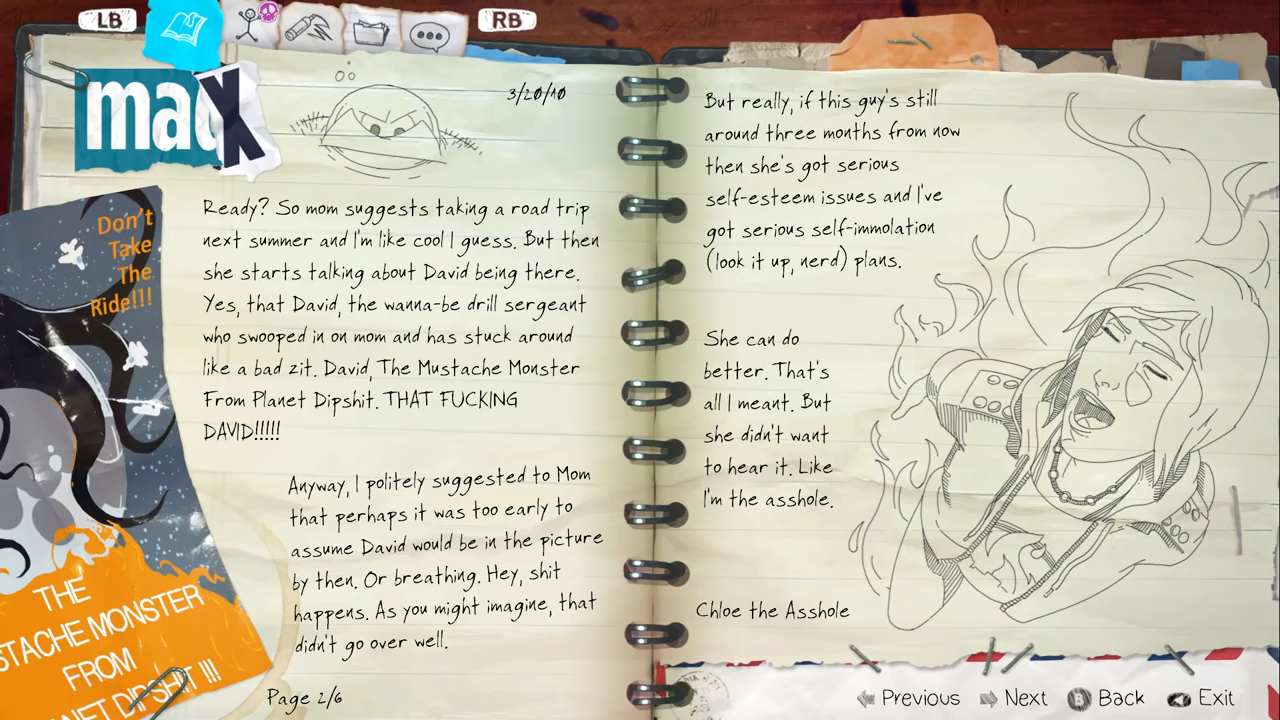 LB
RB
maX
3/20/10
Don't
Take
The
Ride!!!
Ready? So mom suggests taking a road trip
next summer and I'm like cool I guess. But then
she starts talking about David being there.
Yes, that David, the wanna-be drill sergeant
who swooped in on mom and has stuck around
like a bad zit. David, The Mustache Monster
From Planet Dipshit. THAT FUCKING
DAVID!!!!!
Anyway, I politely suggested to Mom
that perhaps it was too early to
assume David would be in the picture
by then. Or breathing. Hey, shit
happens. As you might imagine, that
didn't go over well.
THE
STACHE MONSTER
FROM
NET DIPSHIT !!!
Page 2/6
But really, if this guy's still
around three months from now
then she's got serious
self-esteem issues and I've
got serious self-immolation
(look it up, nerd) plans.
She can do
better. That's
all I meant. But
she didn't want
to hear it. Like
I'm the asshole.
Chloe the Asshole
Previous
Next
B Back
Exit